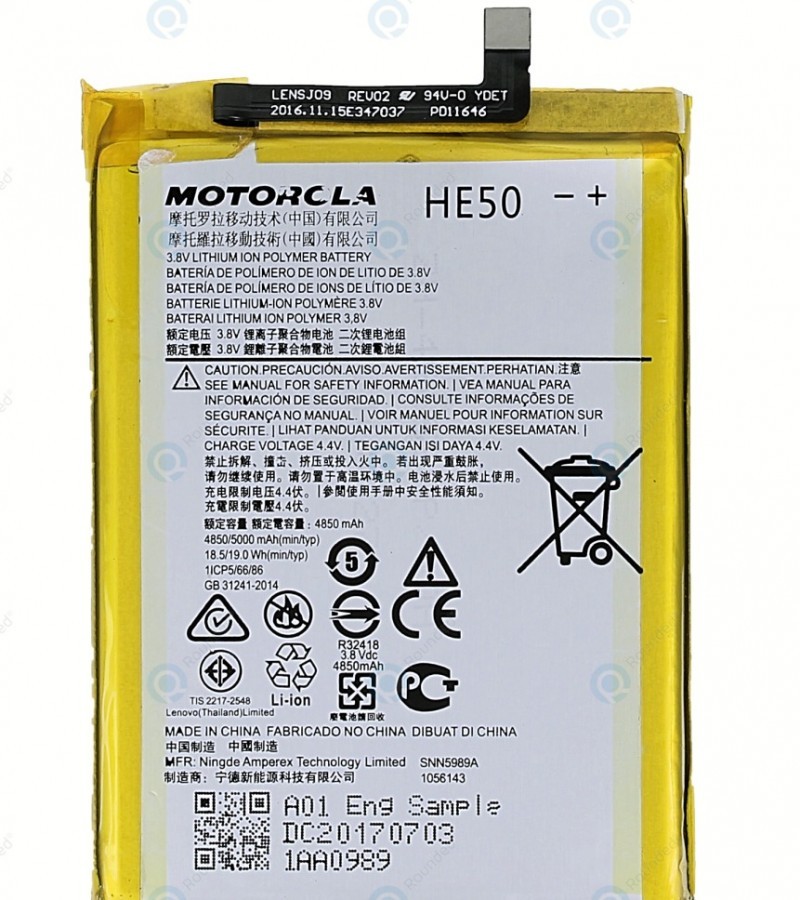 LENSJ09 REV02 94V-0 YDET
2016.11.15E347037 PD11646
MOTORCLA HE50 − +
摩托罗拉移动技术(中国)有限公司
摩托羅拉移動技術(中國)有限公司
3.8V LITHIUM ION POLYMER BATTERY
BATERÍA DE POLÍMERO DE ION DE LITIO DE 3.8V
BATERIA DE POLÍMERO DE IONS DE LÍTIO DE 3.8V
BATTERIE LITHIUM-ION POLYMÈRE 3.8V
BATERAI LITHIUM ION POLYMER 3,8V
额定电压 3.8V 锂离子聚合物电池 二次锂电池组
額定電壓 3.8V 鋰離子聚合物電池 二次鋰電池組
CAUTION.PRECAUCIÓN.AVISO.AVERTISSEMENT.PERHATIAN.注意
SEE MANUAL FOR SAFETY INFORMATION. | VEA MANUAL PARA
INFORMACIÓN DE SEGURIDAD. | CONSULTE INFORMAÇÕES DE
SEGURANÇA NO MANUAL. | VOIR MANUEL POUR INFORMATION SUR
SÉCURITE. | LIHAT PANDUAN UNTUK INFORMASI KESELAMATAN. |
CHARGE VOLTAGE 4.4V. | TEGANGAN ISI DAYA 4.4V.
禁止拆解、撞击、挤压或投入火中。若出现严重鼓胀，
请勿继续使用。请勿置于高温环境中。电池浸水后禁止使用。
充电限制电压4.4伏。|參閱使用手册中安全性能須知。
充電限制電壓4.4伏。
额定容量 額定電容量: 4850 mAh
4850/5000 mAh(min/typ)
18.5/19.0 Wh(min/typ)
1ICP5/66/86
GB 31241-2014
5
R32418
3.8 Vdc
4850mAh
Li-ion
TIS 2217-2548
Lenovo(Thailand)Limited
廢電池請回收
MADE IN CHINA FABRICADO NO CHINA DIBUAT DI CHINA
中国制造 中國製造
MFR: Ningde Amperex Technology Limited SNN5989A
制造商: 宁德新能源科技有限公司 1056143
A01 Eng Sample
DC20170703
1AA0989